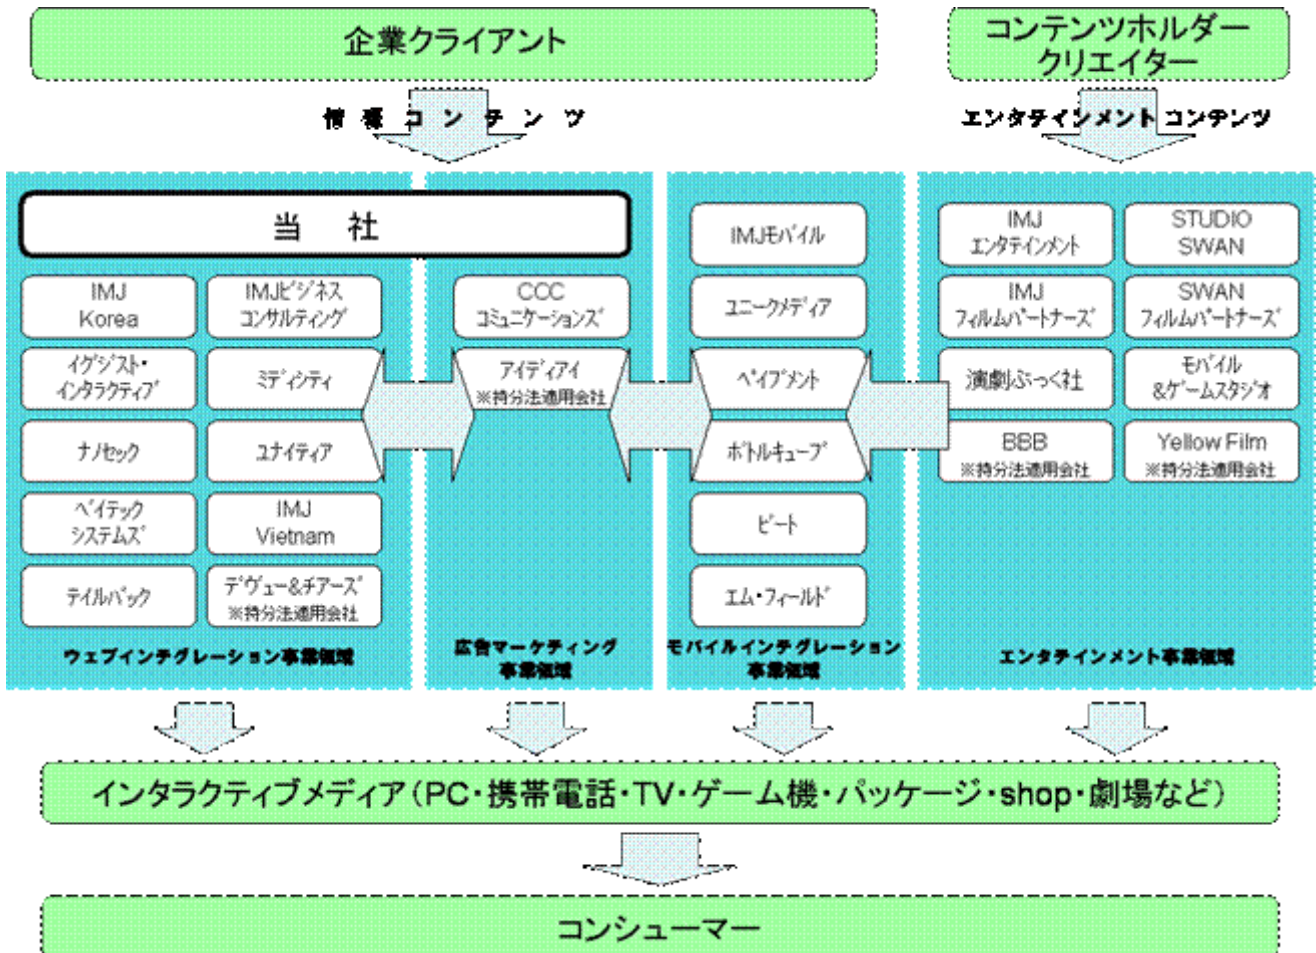 企業クライアント
コンテンツホルダー
クリエイター
情報コンテンツ
エンタテインメントコンテンツ
当社
IMJ
Korea
IMJビジネス
コンサルティング
イグジスト・
インタラクティブ
ミディシティ
ナノセック
ユナイティア
ベイテック
システムズ
IMJ
Vietnam
テイルバック
デヴュー&チアーズ
※持分法適用会社
ウェブインテグレーション事業領域
CCC
コミュニケーションズ
アイディアイ
※持分法適用会社
広告マーケティング
事業領域
IMJモバイル
ユニークメディア
ペイブメント
ボトルキューブ
ビート
エム・フィールド
モバイルインテグレーション
事業領域
IMJ
エンタテインメント
STUDIO
SWAN
IMJ
フィルムパートナーズ
SWAN
フィルムパートナーズ
演劇ぶっく社
モバイル
&ゲームスタジオ
BBB
※持分法適用会社
Yellow Film
※持分法適用会社
エンタテインメント事業領域
インタラクティブメディア(PC・携帯電話・TV・ゲーム機・パッケージ・shop・劇場など)
コンシューマー